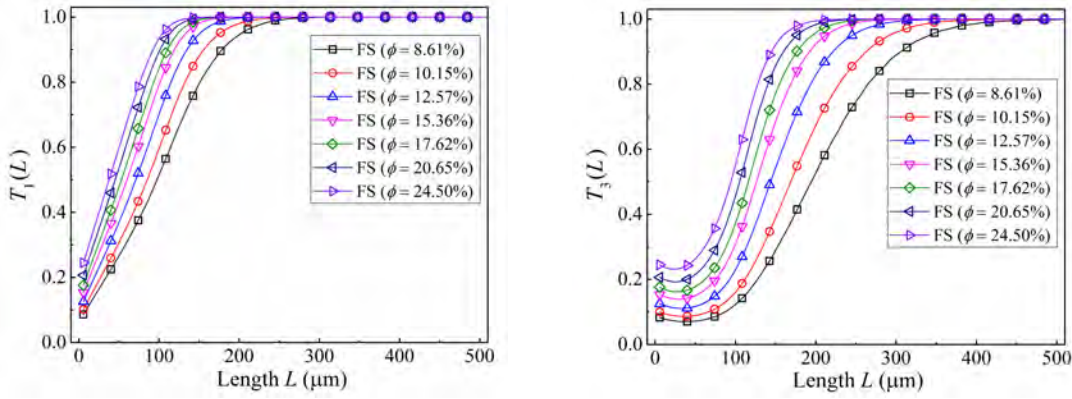 1.0
0.8
0.6
0.4
0.2
0.0
T₁(L)
0
100
200
300
400
500
Length L (μm)
FS (ϕ = 8.61%)
FS (ϕ = 10.15%)
FS (ϕ = 12.57%)
FS (ϕ = 15.36%)
FS (ϕ = 17.62%)
FS (ϕ = 20.65%)
FS (ϕ = 24.50%)
1.0
0.8
0.6
0.4
0.2
0.0
T₃(L)
0
100
200
300
400
500
Length L (μm)
FS (ϕ = 8.61%)
FS (ϕ = 10.15%)
FS (ϕ = 12.57%)
FS (ϕ = 15.36%)
FS (ϕ = 17.62%)
FS (ϕ = 20.65%)
FS (ϕ = 24.50%)